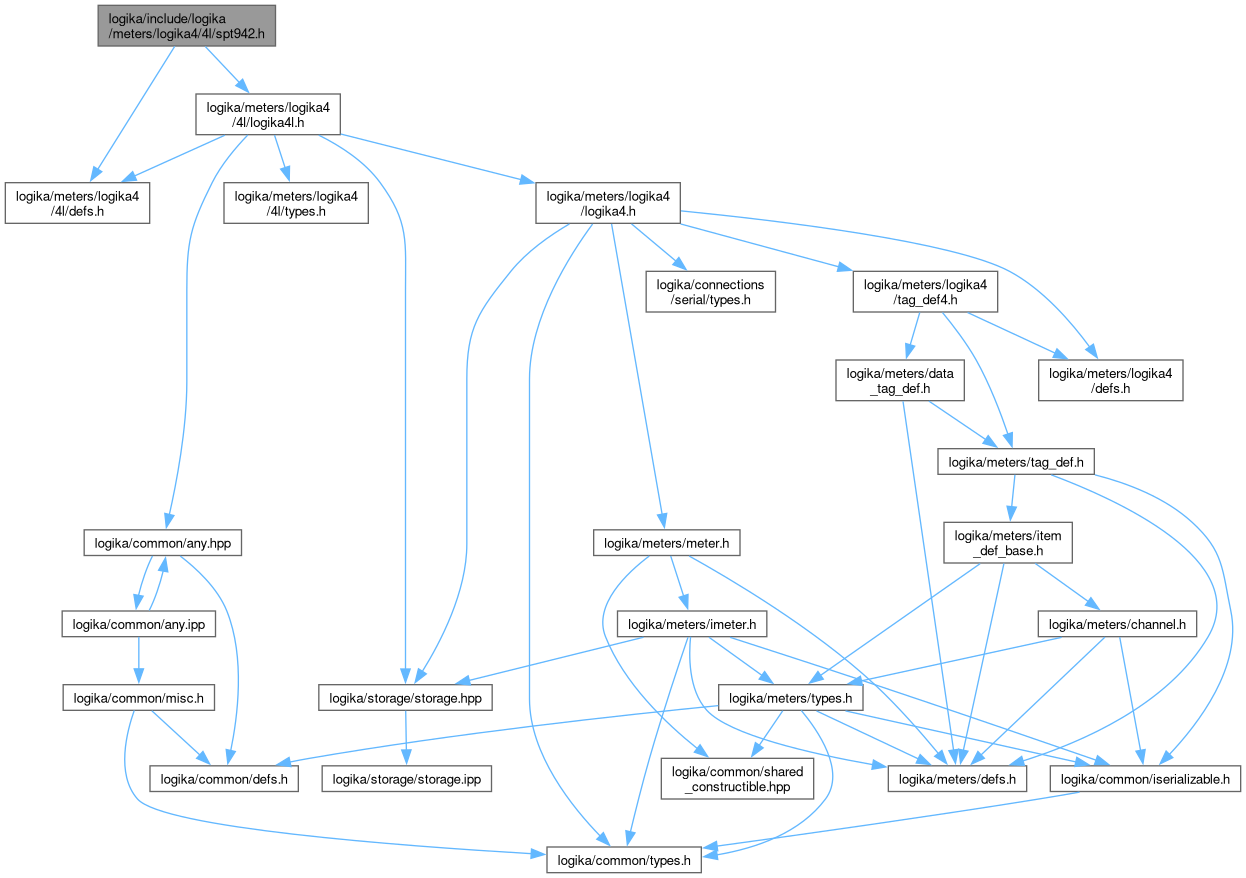 logika/include/logika
/meters/logika4/4l/spt942.h
logika/meters/logika4
/4l/logika4l.h
logika/meters/logika4
/4l/defs.h
logika/meters/logika4
/4l/types.h
logika/meters/logika4
/logika4.h
logika/connections
/serial/types.h
logika/meters/logika4
/tag_def4.h
logika/meters/data
_tag_def.h
logika/meters/logika4
/defs.h
logika/meters/tag_def.h
logika/common/any.hpp
logika/meters/meter.h
logika/meters/item
_def_base.h
logika/common/any.ipp
logika/meters/imeter.h
logika/meters/channel.h
logika/common/misc.h
logika/storage/storage.hpp
logika/meters/types.h
logika/common/defs.h
logika/storage/storage.ipp
logika/common/shared
_constructible.hpp
logika/meters/defs.h
logika/common/iserializable.h
logika/common/types.h